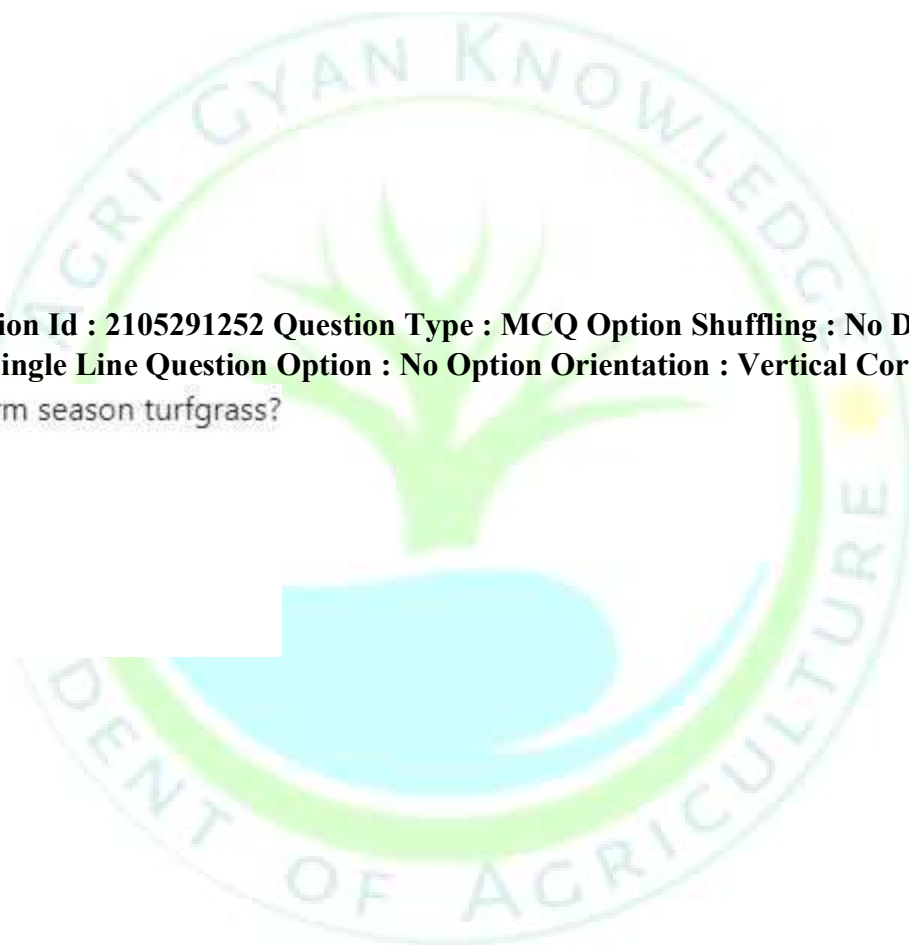 AGRI GYAN KNOWLEDGE
ion Id : 2105291252 Question Type : MCQ Option Shuffling : No D
ingle Line Question Option : No Option Orientation : Vertical Cor
rm season turfgrass?
DENT OF AGRICULTURE